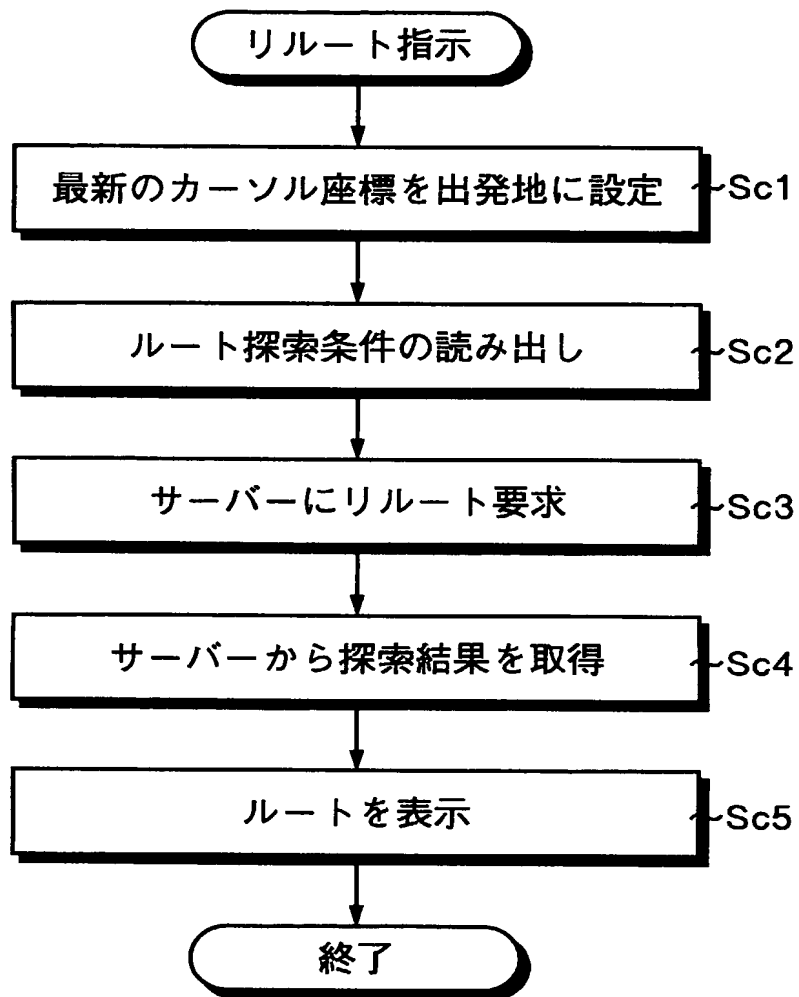 リルート指示
最新のカーソル座標を出発地に設定
Sc1
ルート探索条件の読み出し
Sc2
サーバーにリルート要求
Sc3
サーバーから探索結果を取得
Sc4
ルートを表示
Sc5
終了